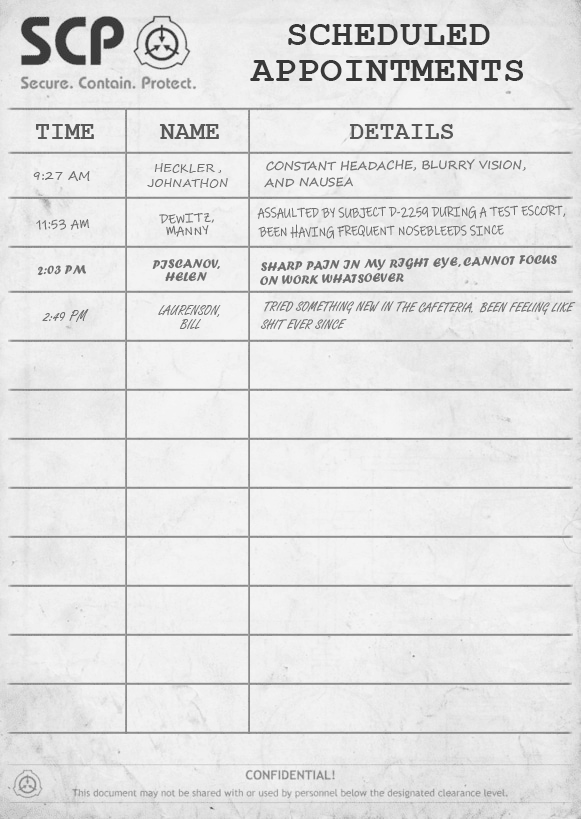 SCP
Secure. Contain. Protect.
SCHEDULED
APPOINTMENTS
TIME NAME DETAILS
9:27 AM HECKLER, JOHNATHON CONSTANT HEADACHE, BLURRY VISION,
AND NAUSEA
11:53 AM DEWITZ, MANNY ASSAULTED BY SUBJECT D-2259 DURING A TEST ESCORT,
BEEN HAVING FREQUENT NOSEBLEEDS SINCE
2:03 PM PISCANOV, HELEN SHARP PAIN IN MY RIGHT EYE, CANNOT FOCUS
ON WORK WHATSOEVER
2:49 PM LAURENSON, BILL TRIED SOMETHING NEW IN THE CAFETERIA. BEEN FEELING LIKE
SHIT EVER SINCE
CONFIDENTIAL!
This document may not be shared with or used by personnel below the designated clearance level.